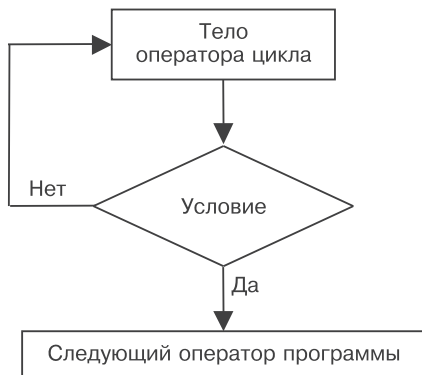 Тело
оператора цикла
Нет
Условие
Да
Следующий оператор программы